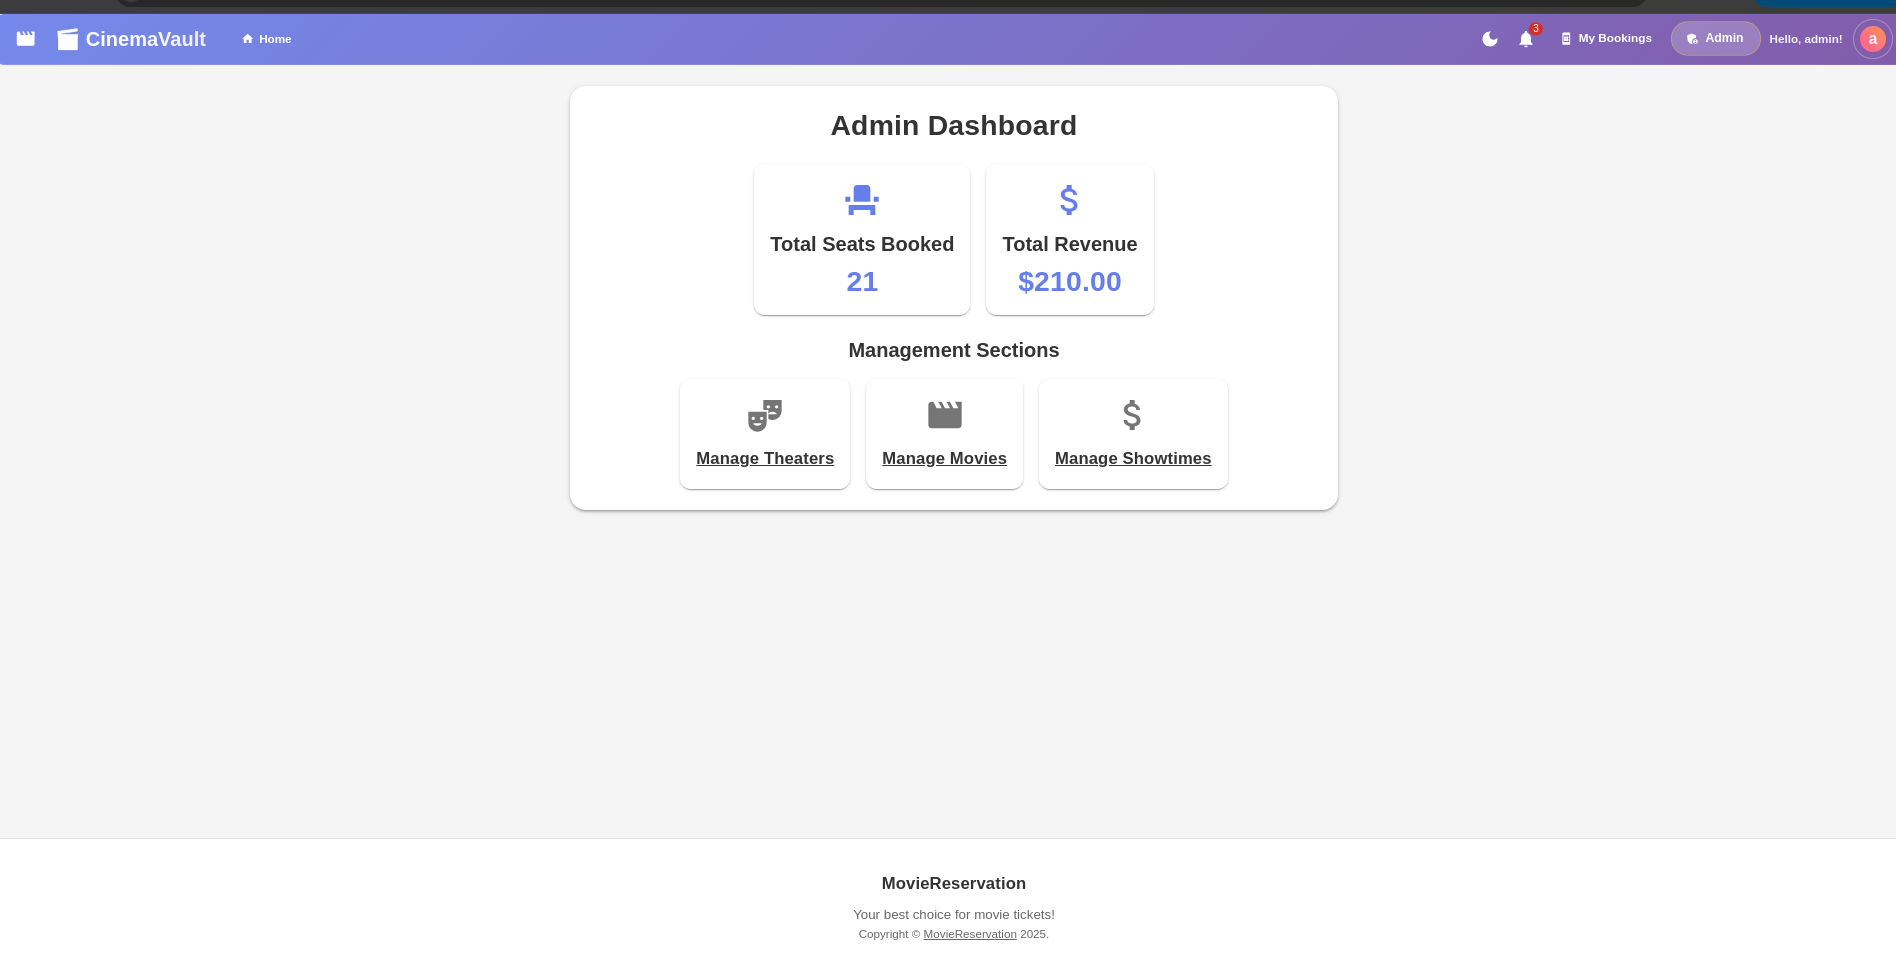 CinemaVault Home 3 My Bookings Admin Hello, admin! a
Admin Dashboard
Total Seats Booked Total Revenue
21 $210.00
Management Sections
Manage Theaters Manage Movies Manage Showtimes
MovieReservation
Your best choice for movie tickets!
Copyright © MovieReservation 2025.